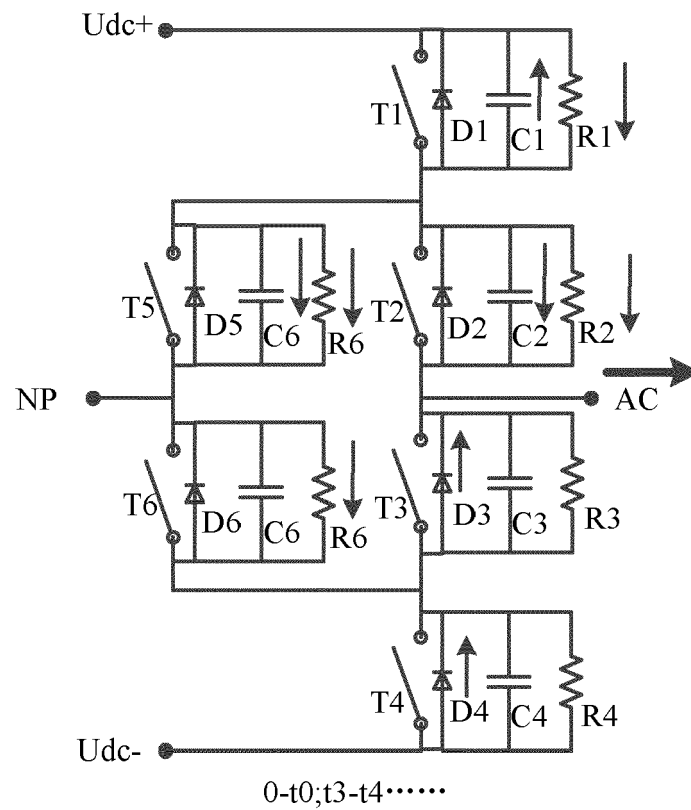 Udc+
T1
D1
C1
R1
T5
D5
C6
R6
T2
D2
C2
R2
NP
AC
T6
D6
C6
R6
T3
D3
C3
R3
T4
D4
C4
R4
Udc-
0-t0;t3-t4······